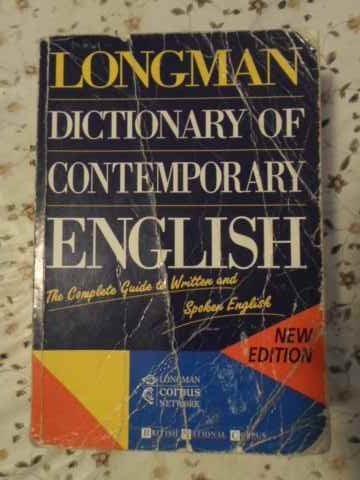 LONGMAN
DICTIONARY OF
CONTEMPORARY
ENGLISH
The Complete Guide to Written and
Spoken English
NEW
EDITION
LONGMAN
corpus
NETWORK
BRITISH NATIONAL CORPUS